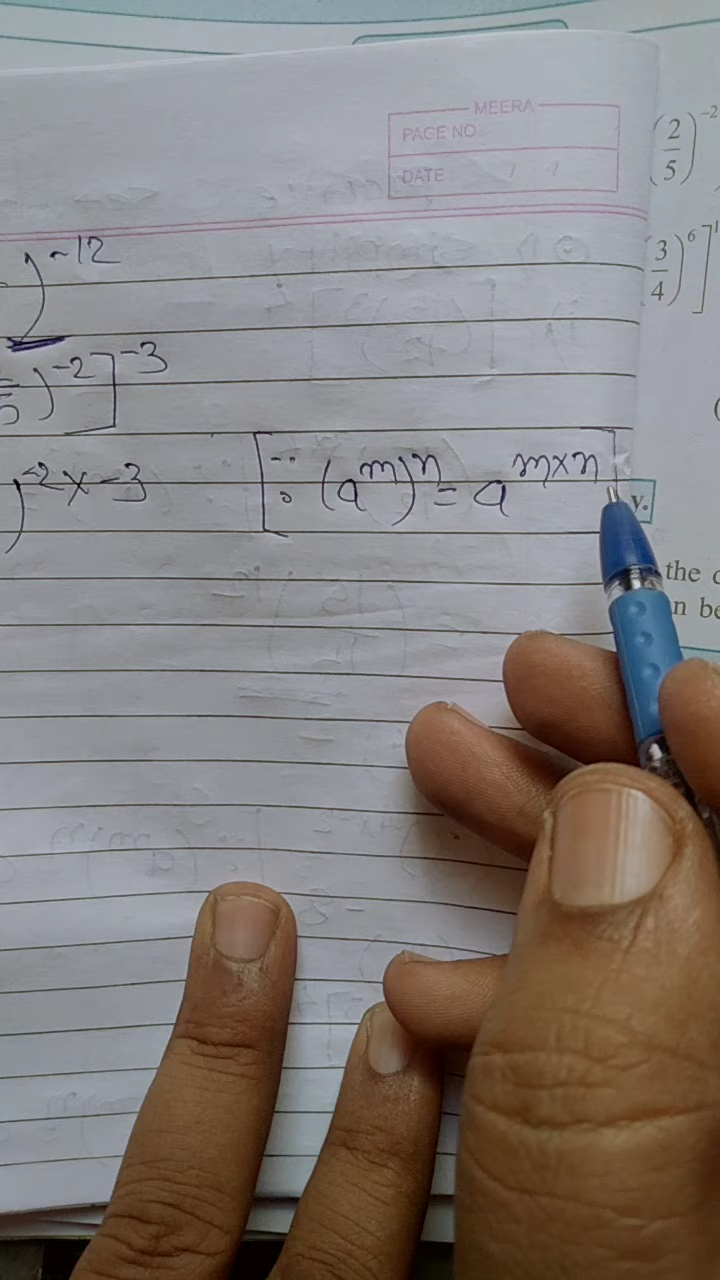 MEERA
PAGE NO.
DATE / /
(2/5)^-2
)^-12
(3/4)^6]
)^-2]^-3
)^-2×-3 [∵ (a^m)^n = a^m×n]
y.
the
n be